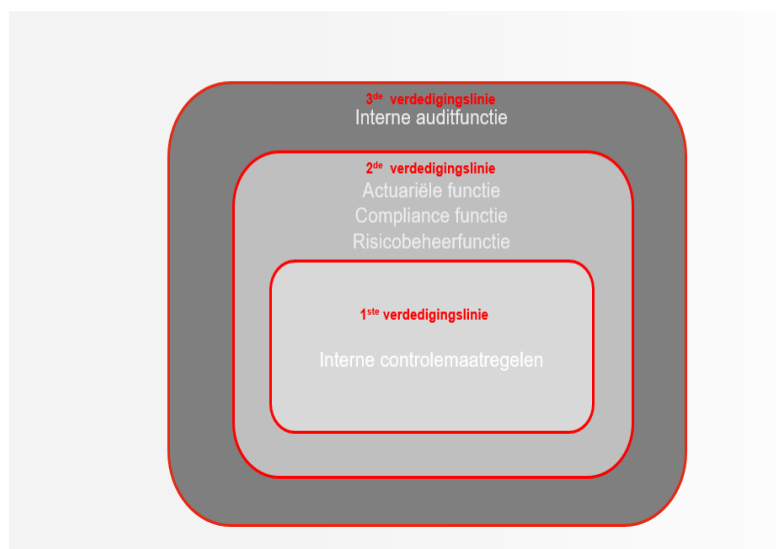 3de verdedigingslinie
Interne auditfunctie
2de verdedigingslinie
Actuariële functie
Compliance functie
Risicobeheerfunctie
1ste verdedigingslinie
Interne controlemaatregelen